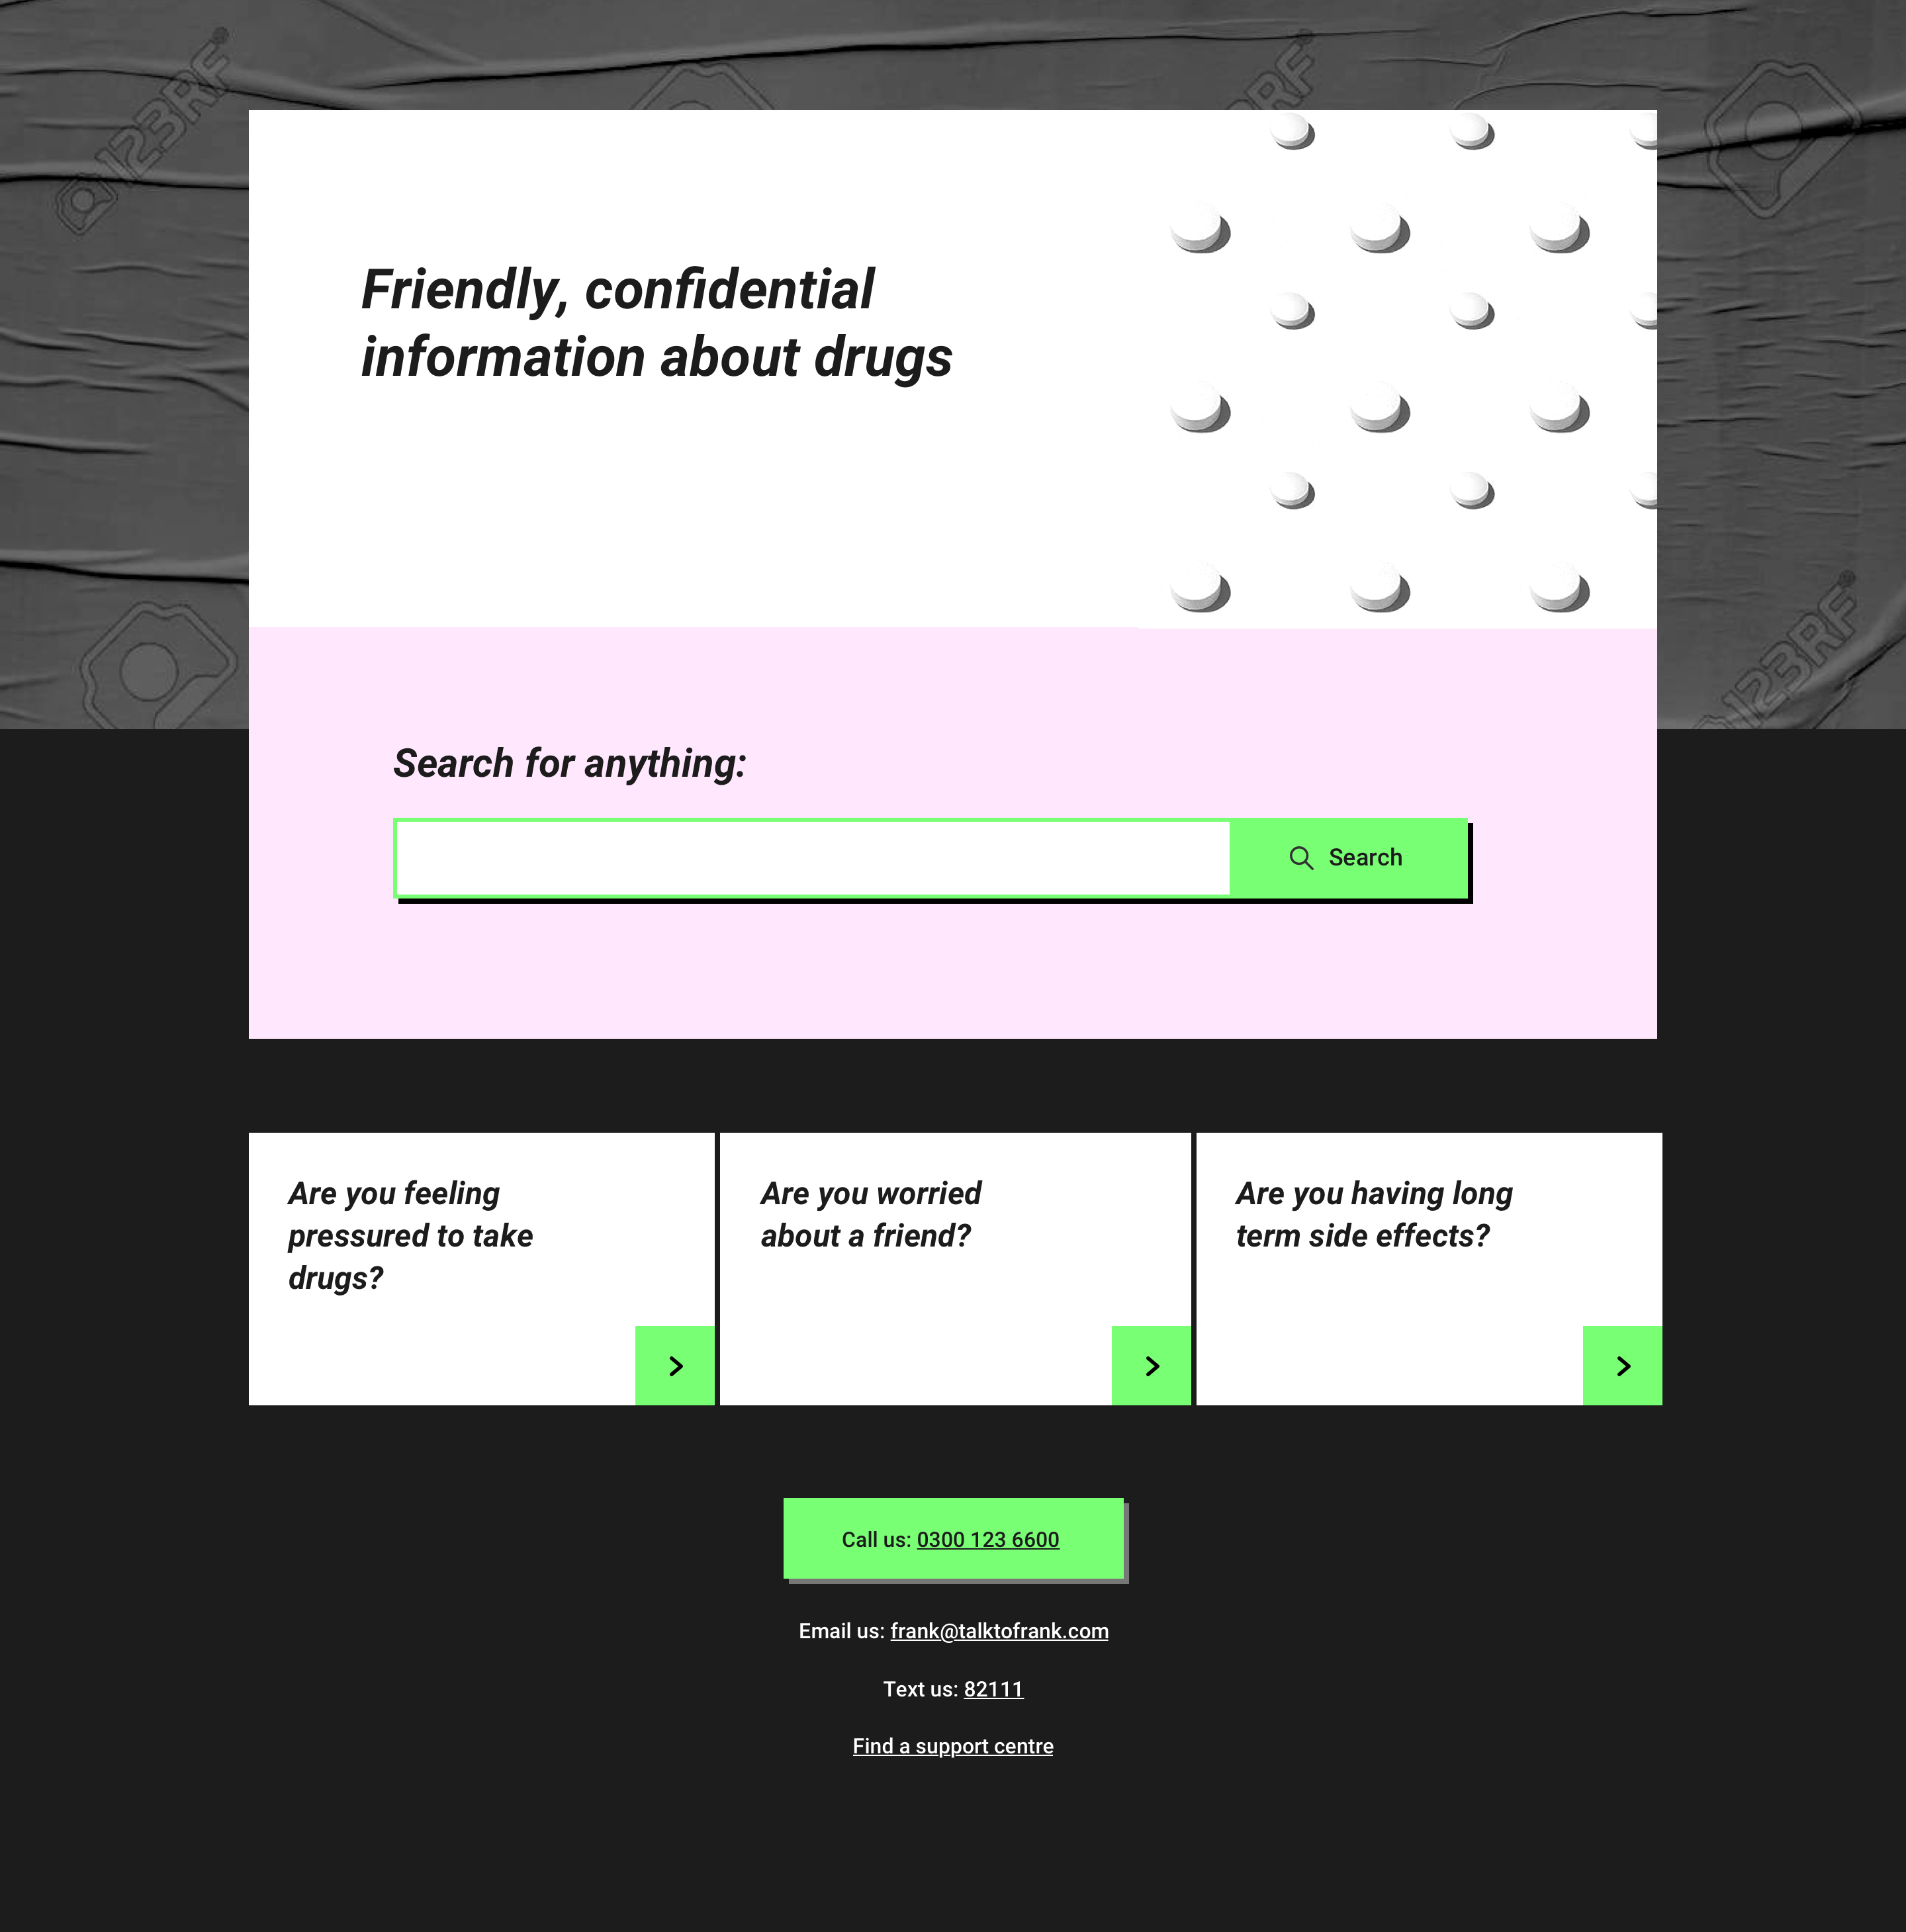 123RF
123RF
Friendly, confidential
information about drugs
123RF
Search for anything:
Search
Are you feeling
pressured to take
drugs?
Are you worried
about a friend?
Are you having long
term side effects?
Call us: 0300 123 6600
Email us: frank@talktofrank.com
Text us: 82111
Find a support centre